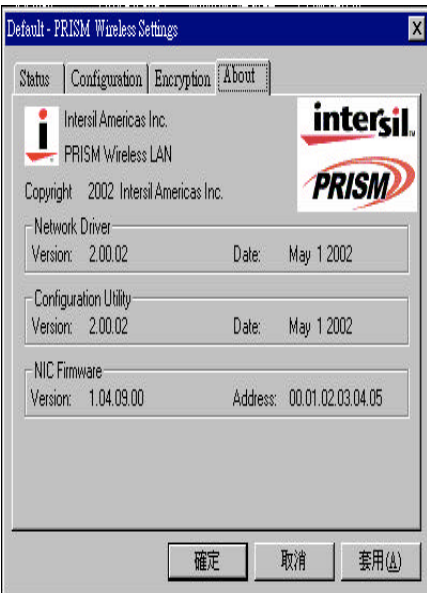 Default - PRISM Wireless Settings
Status Configuration Encryption About
Intersil Americas Inc.
PRISM Wireless LAN
intersil
PRISM
Copyright 2002 Intersil Americas Inc.
Network Driver
Version: 2.00.02 Date: May 1 2002
Configuration Utility
Version: 2.00.02 Date: May 1 2002
NIC Firmware
Version: 1.04.09.00 Address: 00.01.02.03.04.05
確定 取消 套用(A)